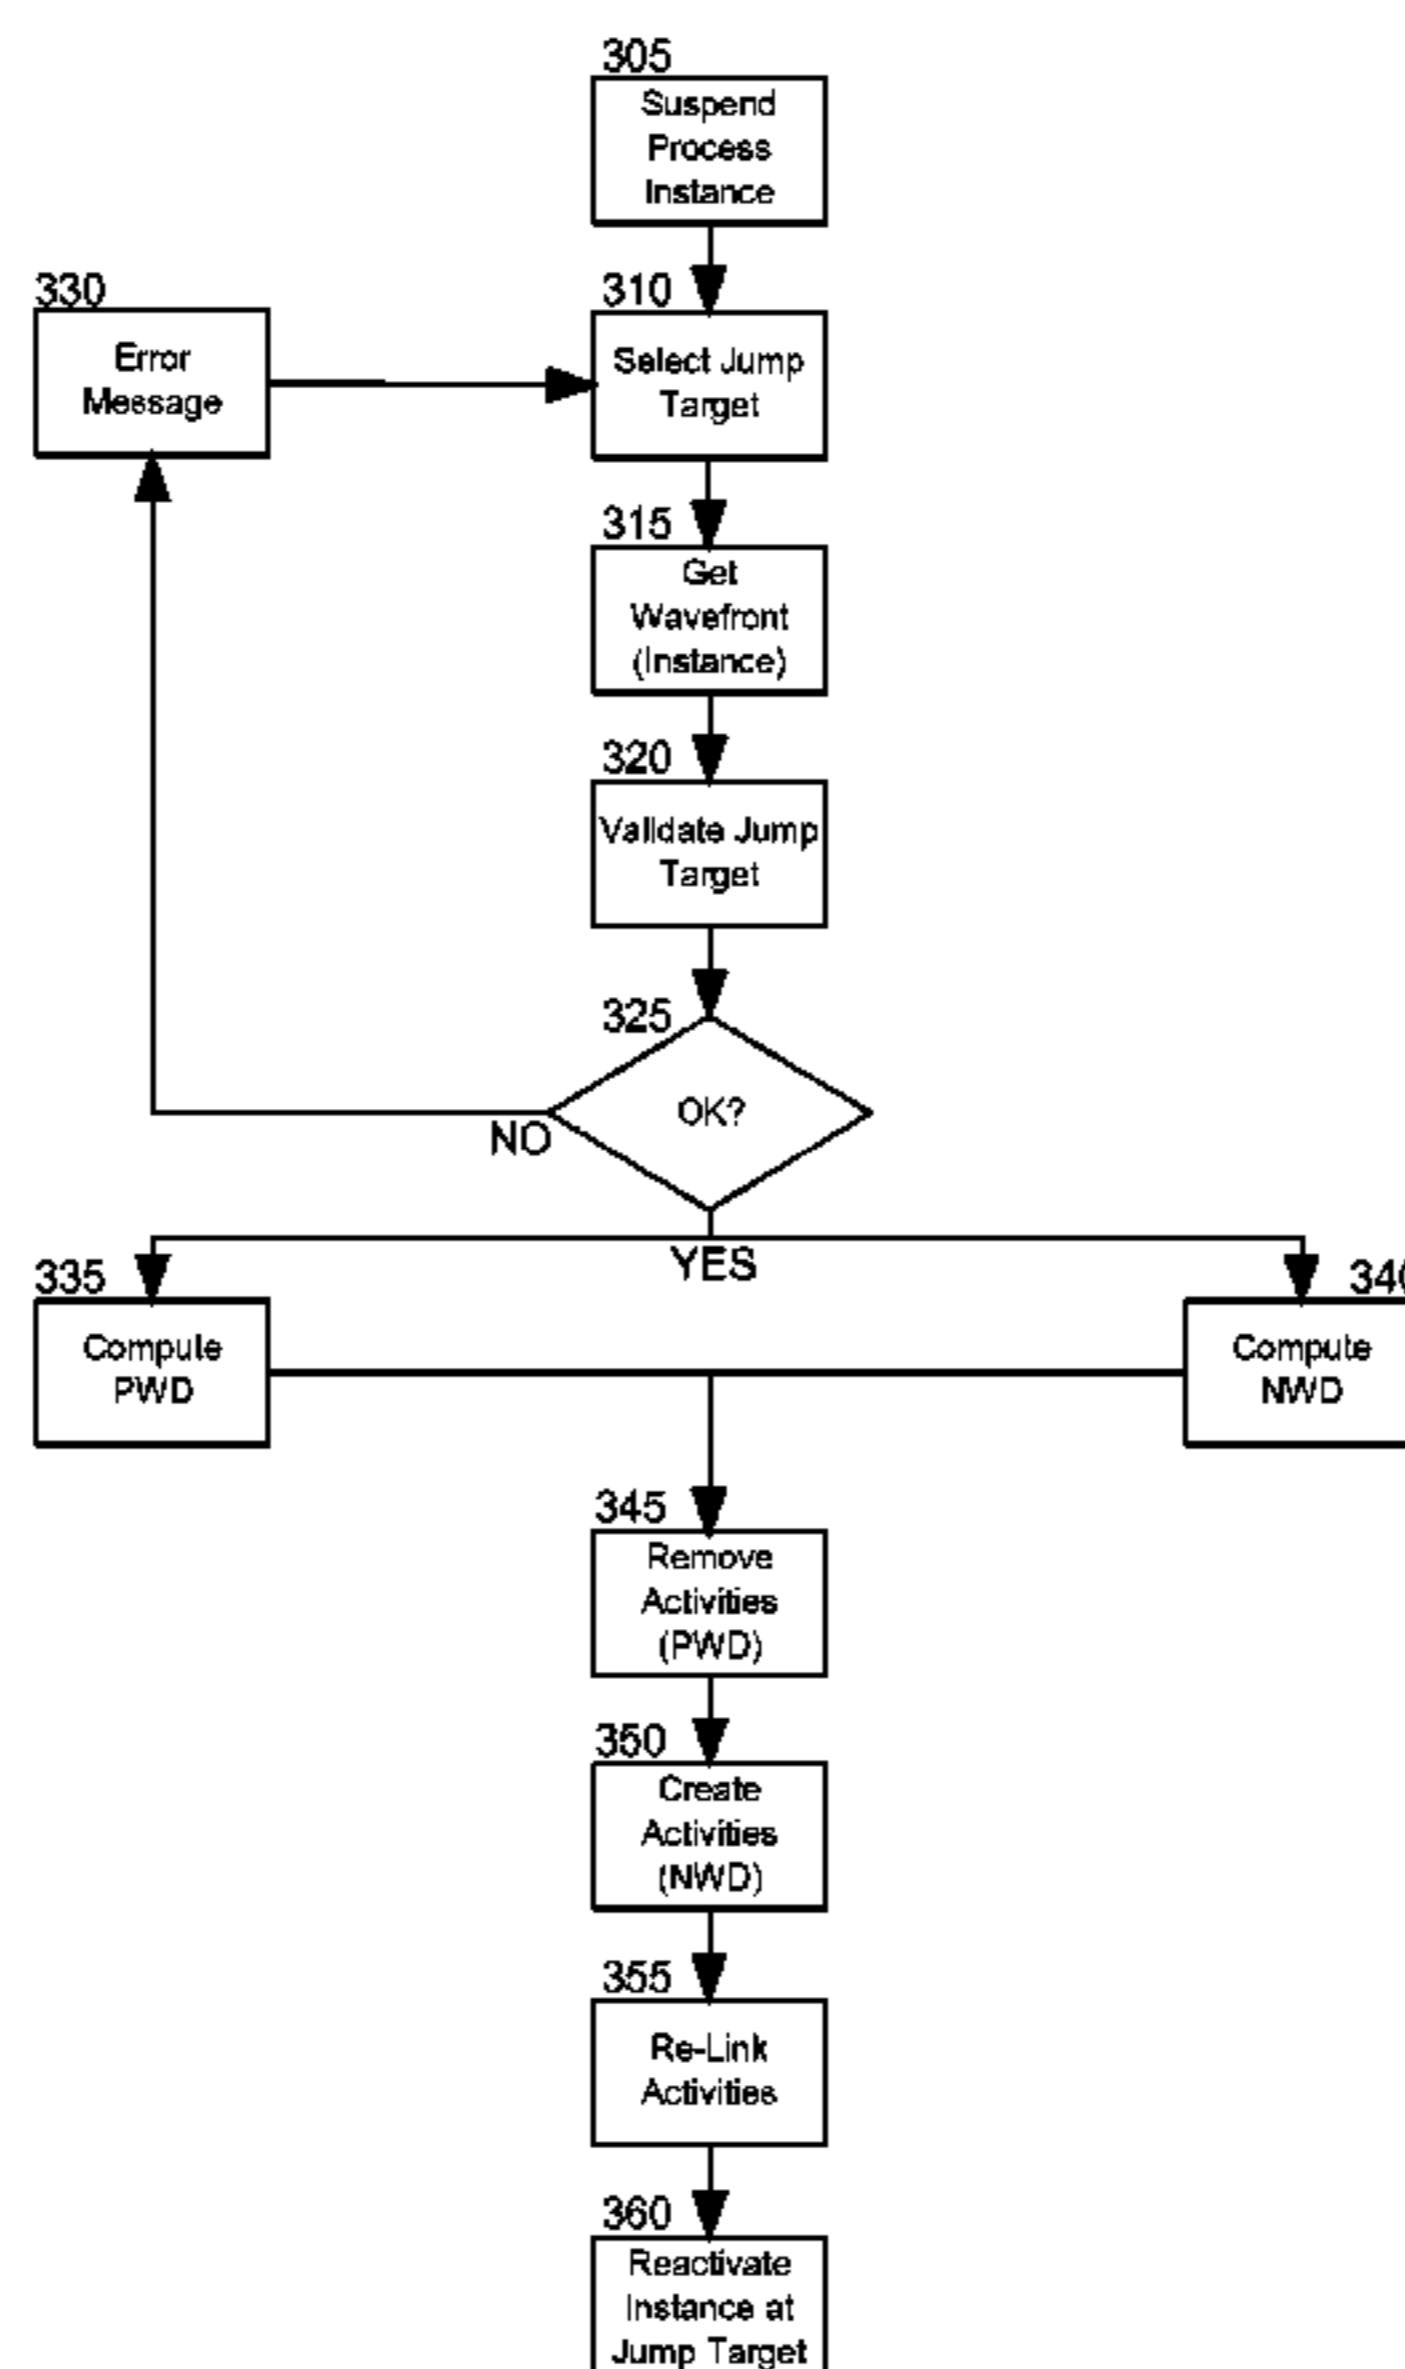 305
Suspend
Process
Instance
330
Error
Message
310
Select Jump
Target
315
Get
Wavefront
(Instance)
320
Validate Jump
Target
325
OK?
NO
YES
335
Compute
PWD
340
Compute
NWD
345
Remove
Activities
(PWD)
350
Create
Activities
(NWD)
355
Re-Link
Activities
360
Reactivate
Instance at
Jump Target